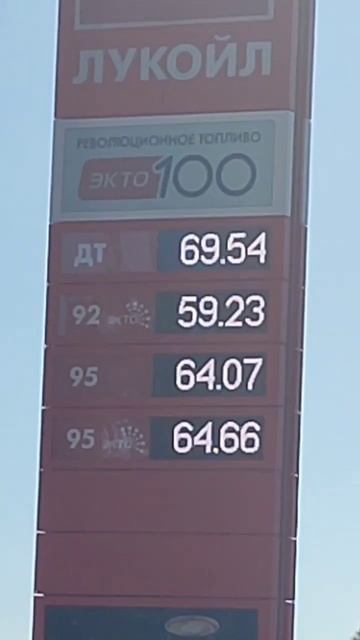 ЛУКОЙЛ
РЕВОЛЮЦИОННОЕ ТОПЛИВО
ЭКТО 100
ДТ 69.54
92 ЭКТО 59.23
95 64.07
95 ЭКТО 64.66